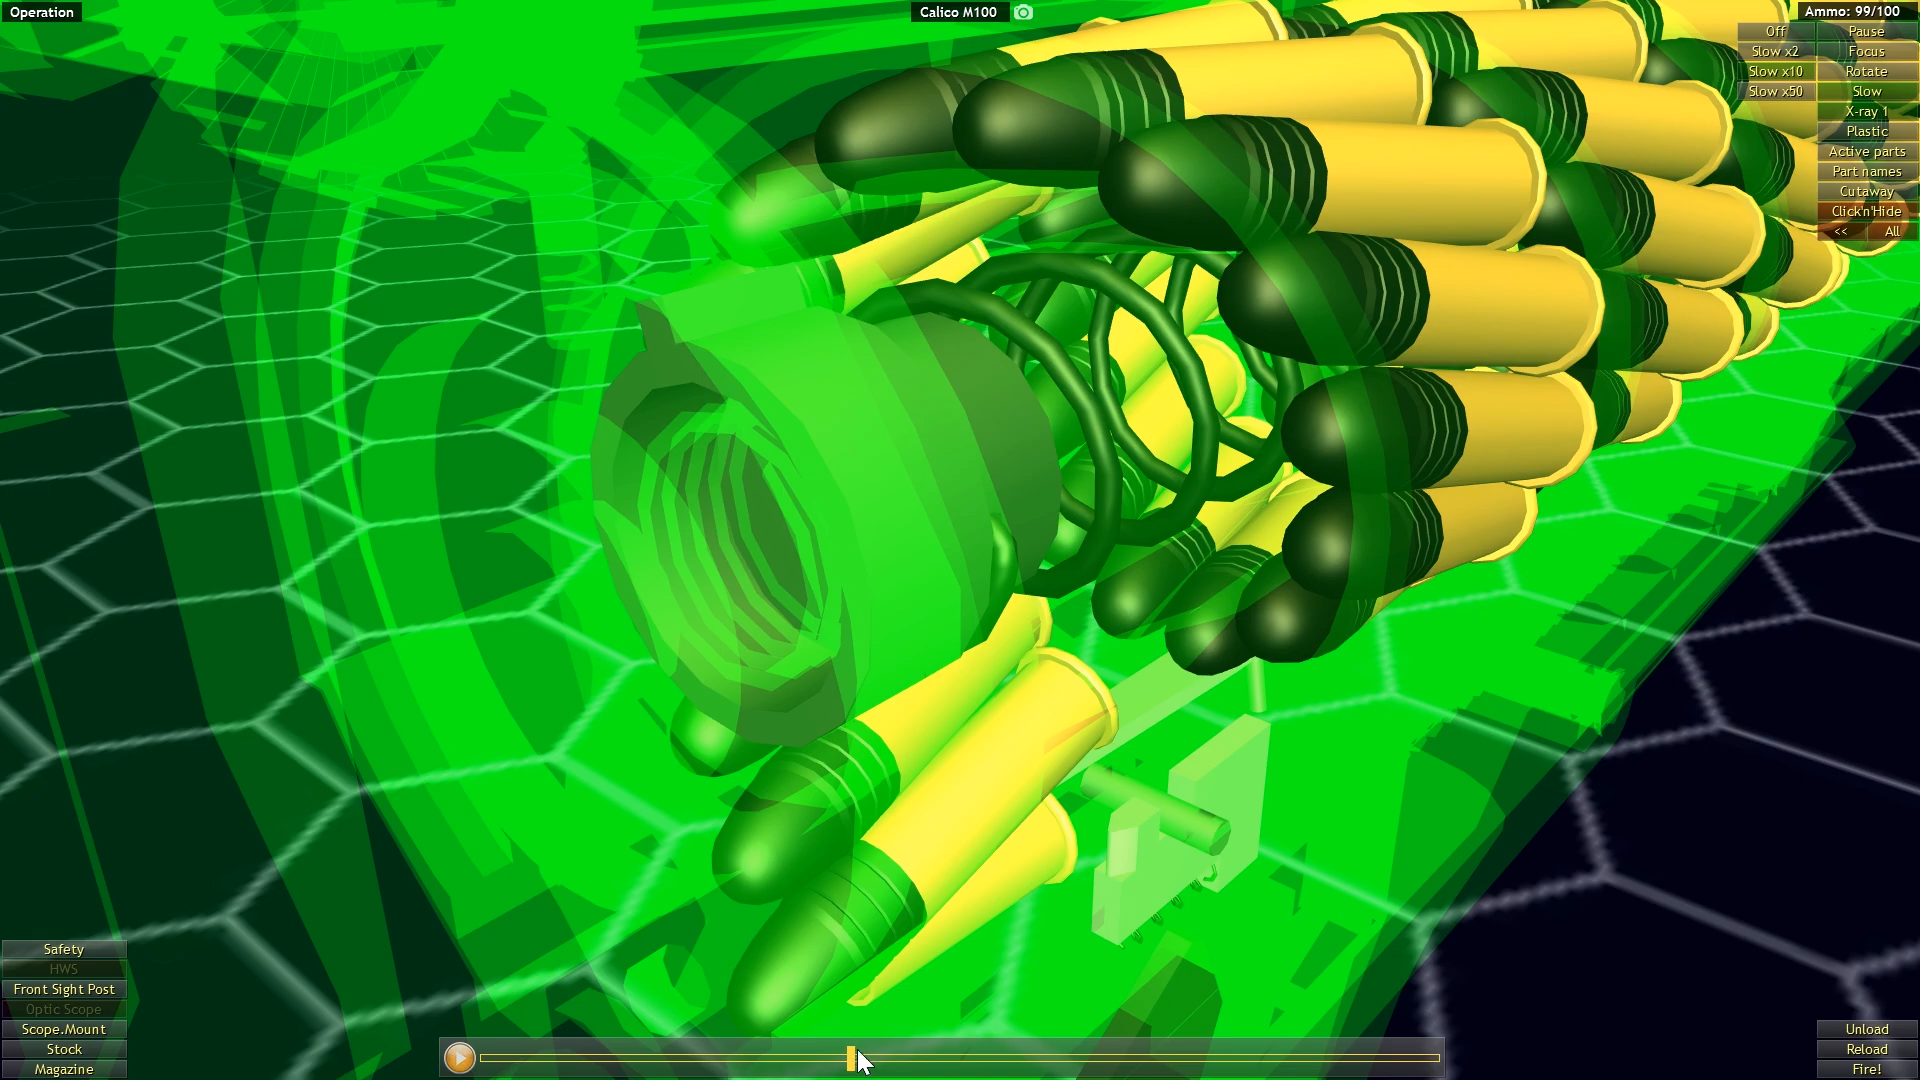 Operation
Calico M100
Ammo: 99/100
Off
Pause
Slow x2
Focus
Slow x10
Rotate
Slow x50
Slow
X-ray 1
Plastic
Active parts
Part names
Cutaway
Click'n'Hide
<< All
Safety
HWS
Front Sight Post
Optic Scope
Scope.Mount
Stock
Magazine
Unload
Reload
Fire!